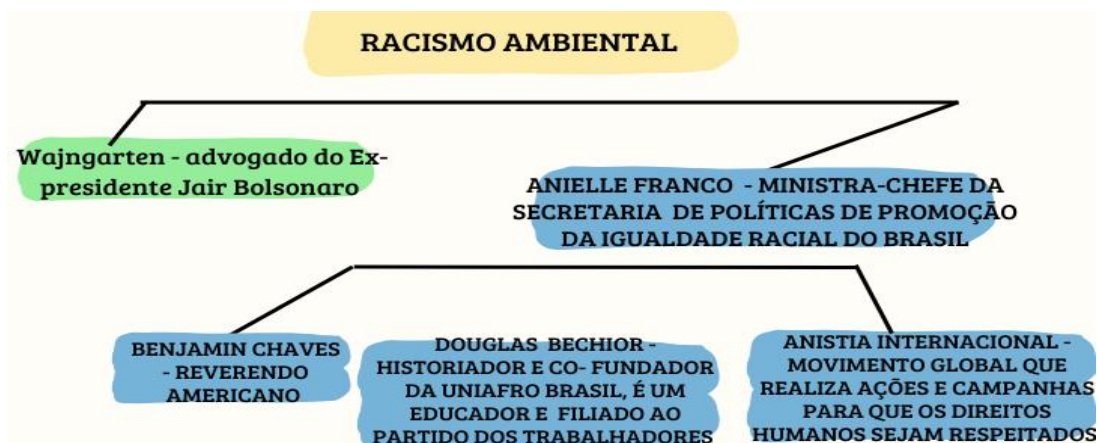 RACISMO AMBIENTAL
Wajngarten - advogado do Ex-
presidente Jair Bolsonaro
ANIELLE FRANCO - MINISTRA-CHEFE DA
SECRETARIA DE POLÍTICAS DE PROMOÇÃO
DA IGUALDADE RACIAL DO BRASIL
BENJAMIN CHAVES
- REVERENDO
AMERICANO
DOUGLAS BECHIOR -
HISTORIADOR E CO- FUNDADOR
DA UNIAFRO BRASIL, É UM
EDUCADOR E FILIADO AO
PARTIDO DOS TRABALHADORES
ANISTIA INTERNACIONAL -
MOVIMENTO GLOBAL QUE
REALIZA AÇÕES E CAMPANHAS
PARA QUE OS DIREITOS
HUMANOS SEJAM RESPEITADOS